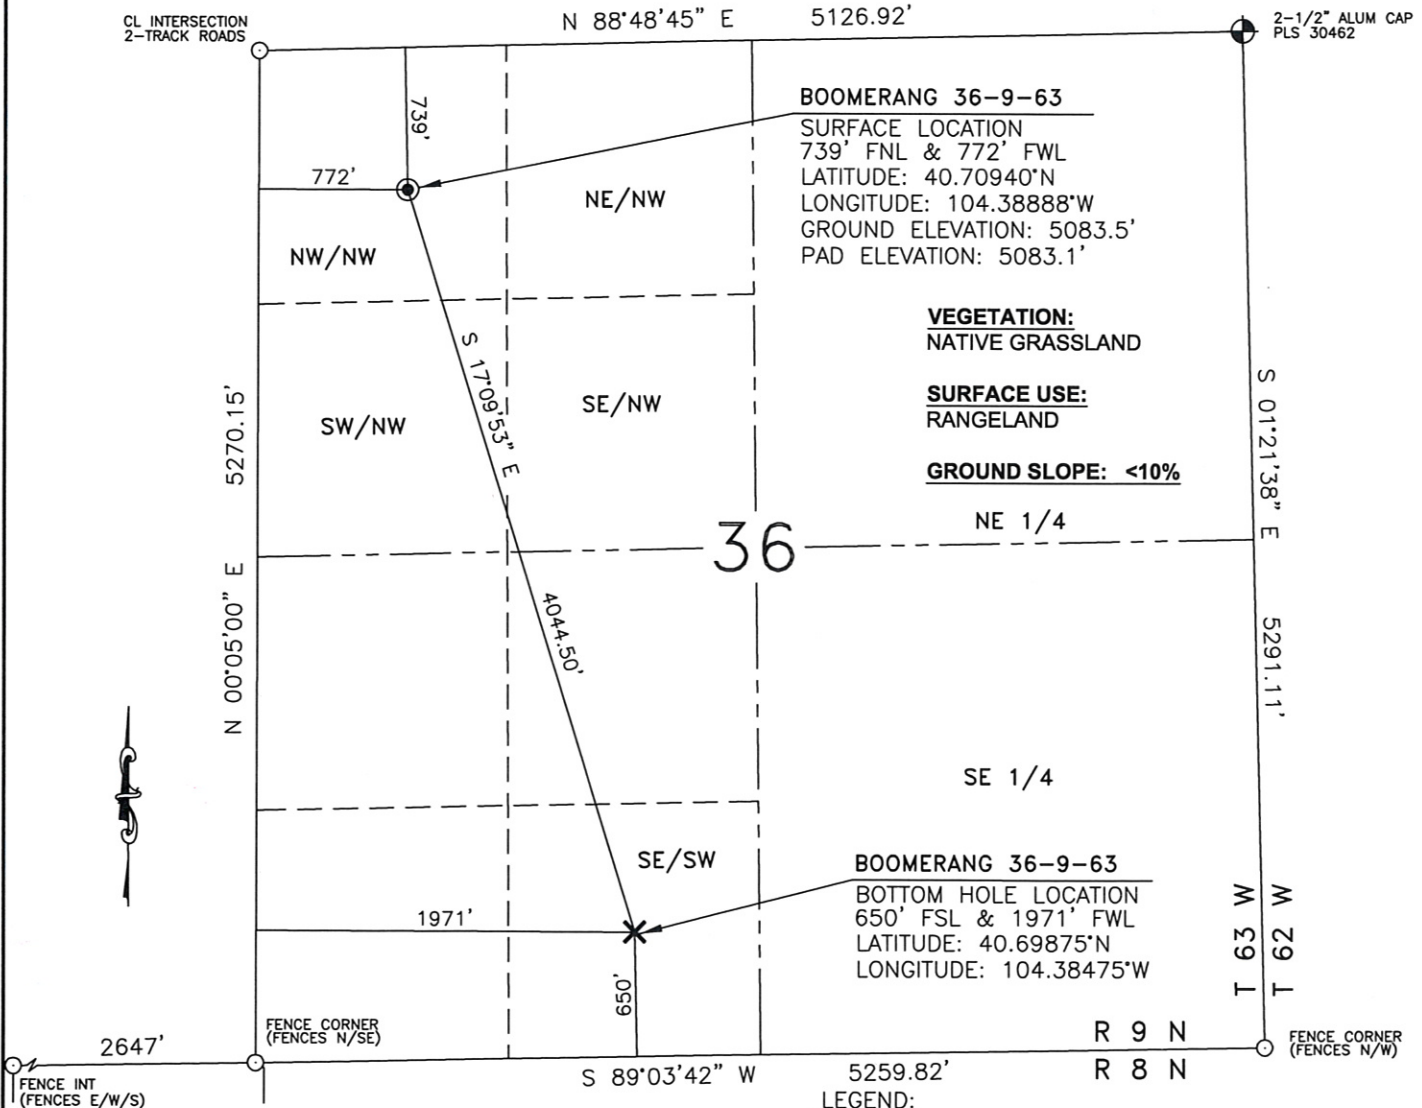 CL INTERSECTION
2-TRACK ROADS
N 88°48'45" E 5126.92'
2-1/2" ALUM CAP
PLS 30462
739'
772'
BOOMERANG 36-9-63
SURFACE LOCATION
739' FNL & 772' FWL
LATITUDE: 40.70940°N
LONGITUDE: 104.38888°W
GROUND ELEVATION: 5083.5'
PAD ELEVATION: 5083.1'
NE/NW
NW/NW
VEGETATION:
NATIVE GRASSLAND
SURFACE USE:
RANGELAND
GROUND SLOPE: <10%
S 17°09'53" E
4044.50'
SW/NW
SE/NW
N 00°05'00" E 5270.15'
S 01°21'38" E 5291.11'
NE 1/4
36
SE 1/4
SE/SW
BOOMERANG 36-9-63
BOTTOM HOLE LOCATION
650' FSL & 1971' FWL
LATITUDE: 40.69875°N
LONGITUDE: 104.38475°W
1971'
650'
T 63 W
T 62 W
R 9 N
R 8 N
FENCE CORNER
(FENCES N/SE)
FENCE CORNER
(FENCES N/W)
2647'
FENCE INT
(FENCES E/W/S)
S 89°03'42" W 5259.82'
LEGEND: